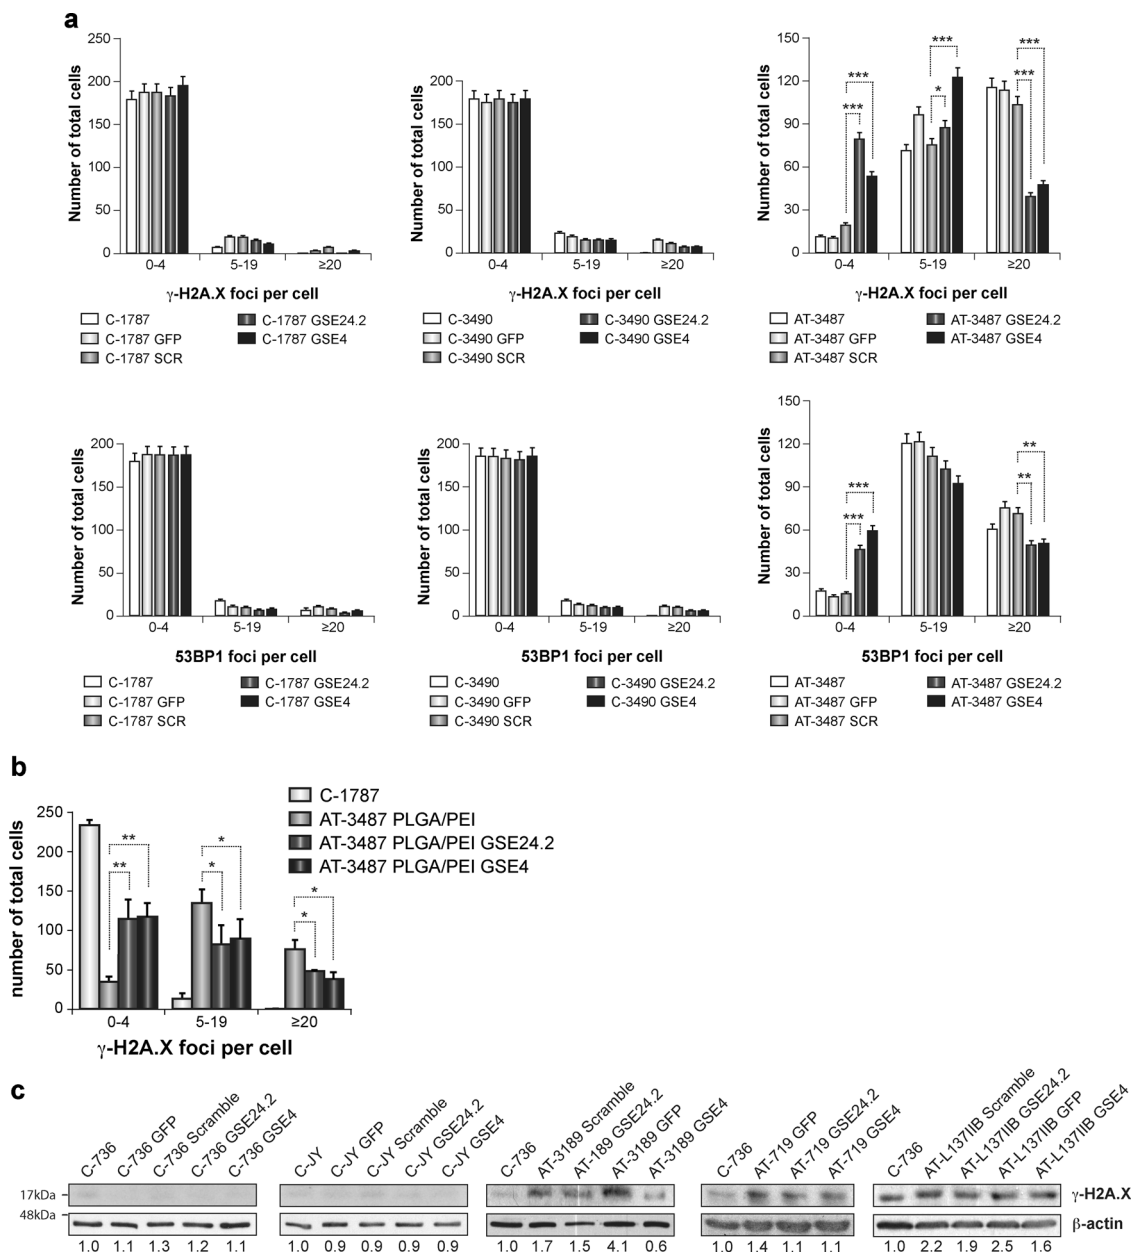 a
250
200
150
100
50
0
Number of total cells
0-4 5-19 ≥20
γ-H2A.X foci per cell
C-1787
C-1787 GFP
C-1787 SCR
C-1787 GSE24.2
C-1787 GSE4
200
150
100
50
0
Number of total cells
0-4 5-19 ≥20
γ-H2A.X foci per cell
C-3490
C-3490 GFP
C-3490 SCR
C-3490 GSE24.2
C-3490 GSE4
150
120
90
60
30
0
Number of total cells
*** ***
*** *
*** ***
0-4 5-19 ≥20
γ-H2A.X foci per cell
AT-3487
AT-3487 GFP
AT-3487 SCR
AT-3487 GSE24.2
AT-3487 GSE4
200
150
100
50
0
Number of total cells
0-4 5-19 ≥20
53BP1 foci per cell
C-1787
C-1787 GFP
C-1787 SCR
C-1787 GSE24.2
C-1787 GSE4
200
150
100
50
0
Number of total cells
0-4 5-19 ≥20
53BP1 foci per cell
C-3490
C-3490 GFP
C-3490 SCR
C-3490 GSE24.2
C-3490 GSE4
150
120
90
60
30
0
Number of total cells
*** ***
** **
0-4 5-19 ≥20
53BP1 foci per cell
AT-3487
AT-3487 GFP
AT-3487 SCR
AT-3487 GSE24.2
AT-3487 GSE4
b
250
200
150
100
50
0
number of total cells
** **
* *
* *
0-4 5-19 ≥20
γ-H2A.X foci per cell
C-1787
AT-3487 PLGA/PEI
AT-3487 PLGA/PEI GSE24.2
AT-3487 PLGA/PEI GSE4
c
C-736
C-736 GFP
C-736 Scramble
C-736 GSE24.2
C-736 GSE4
C-JY
C-JY GFP
C-JY Scramble
C-JY GSE24.2
C-JY GSE4
C-736
AT-3189 Scramble
AT-189 GSE24.2
AT-3189 GFP
AT-3189 GSE4
C-736
AT-719 GFP
AT-719 GSE24.2
AT-719 GSE4
C-736
AT-L137IIB Scramble
AT-L137IIB GSE24.2
AT-L137IIB GFP
AT-L137IIB GSE4
17kDa
γ-H2A.X
48kDa
β-actin
1.0 1.1 1.3 1.2 1.1
1.0 0.9 0.9 0.9 0.9
1.0 1.7 1.5 4.1 0.6
1.0 1.4 1.1 1.1
1.0 2.2 1.9 2.5 1.6